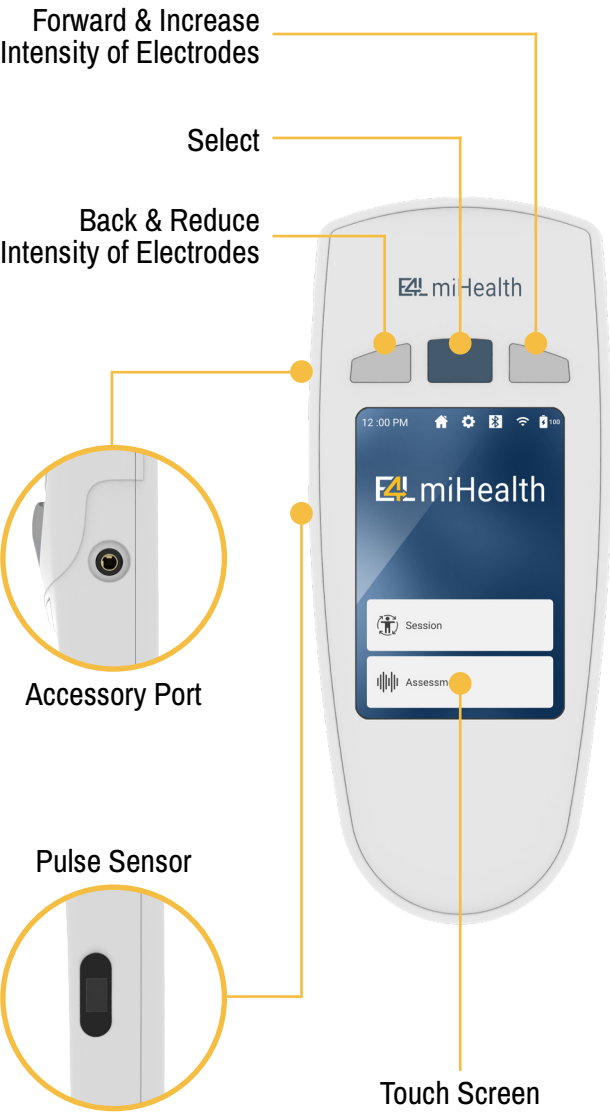 Forward & Increase
Intensity of Electrodes
Select
Back & Reduce
Intensity of Electrodes
E4L miHealth
12:00 PM
100
E4L miHealth
Session
Assessm
Accessory Port
Pulse Sensor
Touch Screen